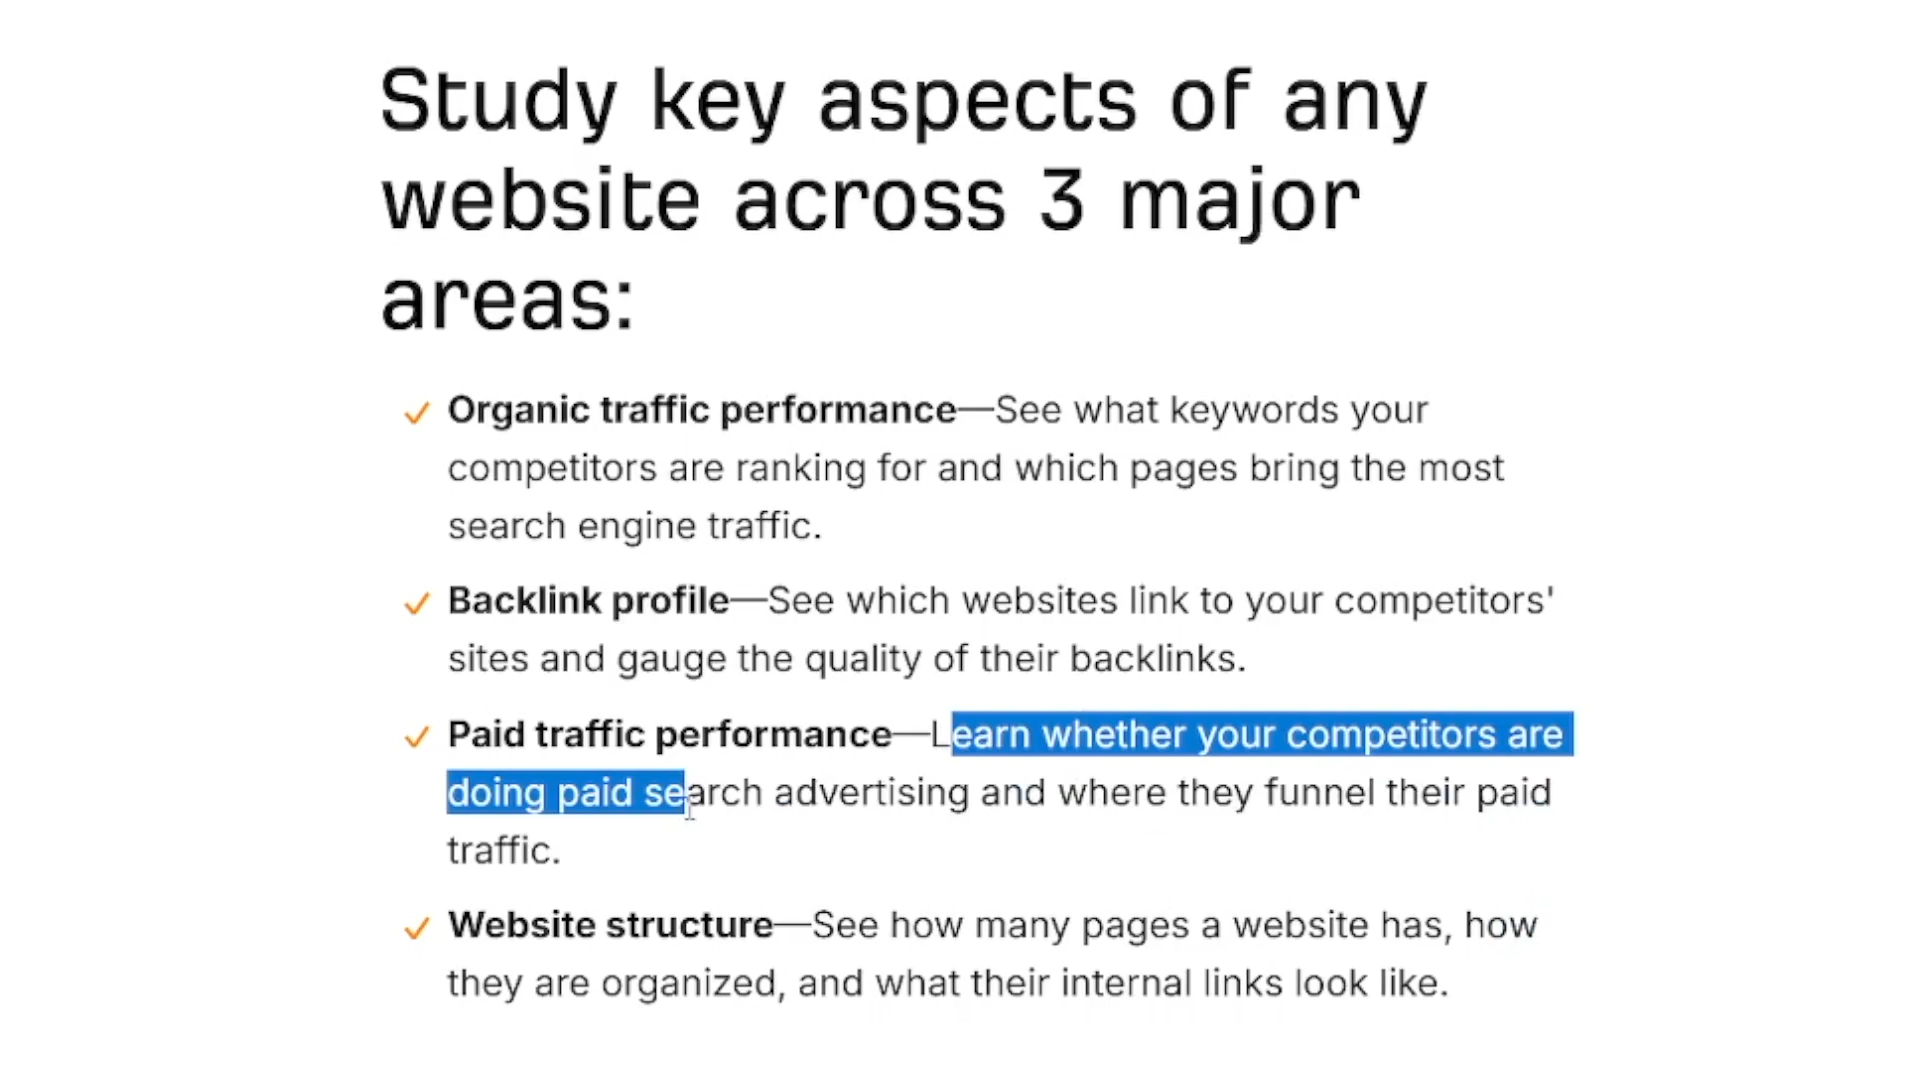 Study key aspects of any
website across 3 major
areas:
Organic traffic performance—See what keywords your
competitors are ranking for and which pages bring the most
search engine traffic.
Backlink profile—See which websites link to your competitors'
sites and gauge the quality of their backlinks.
Paid traffic performance—Learn whether your competitors are
doing paid search advertising and where they funnel their paid
traffic.
Website structure—See how many pages a website has, how
they are organized, and what their internal links look like.